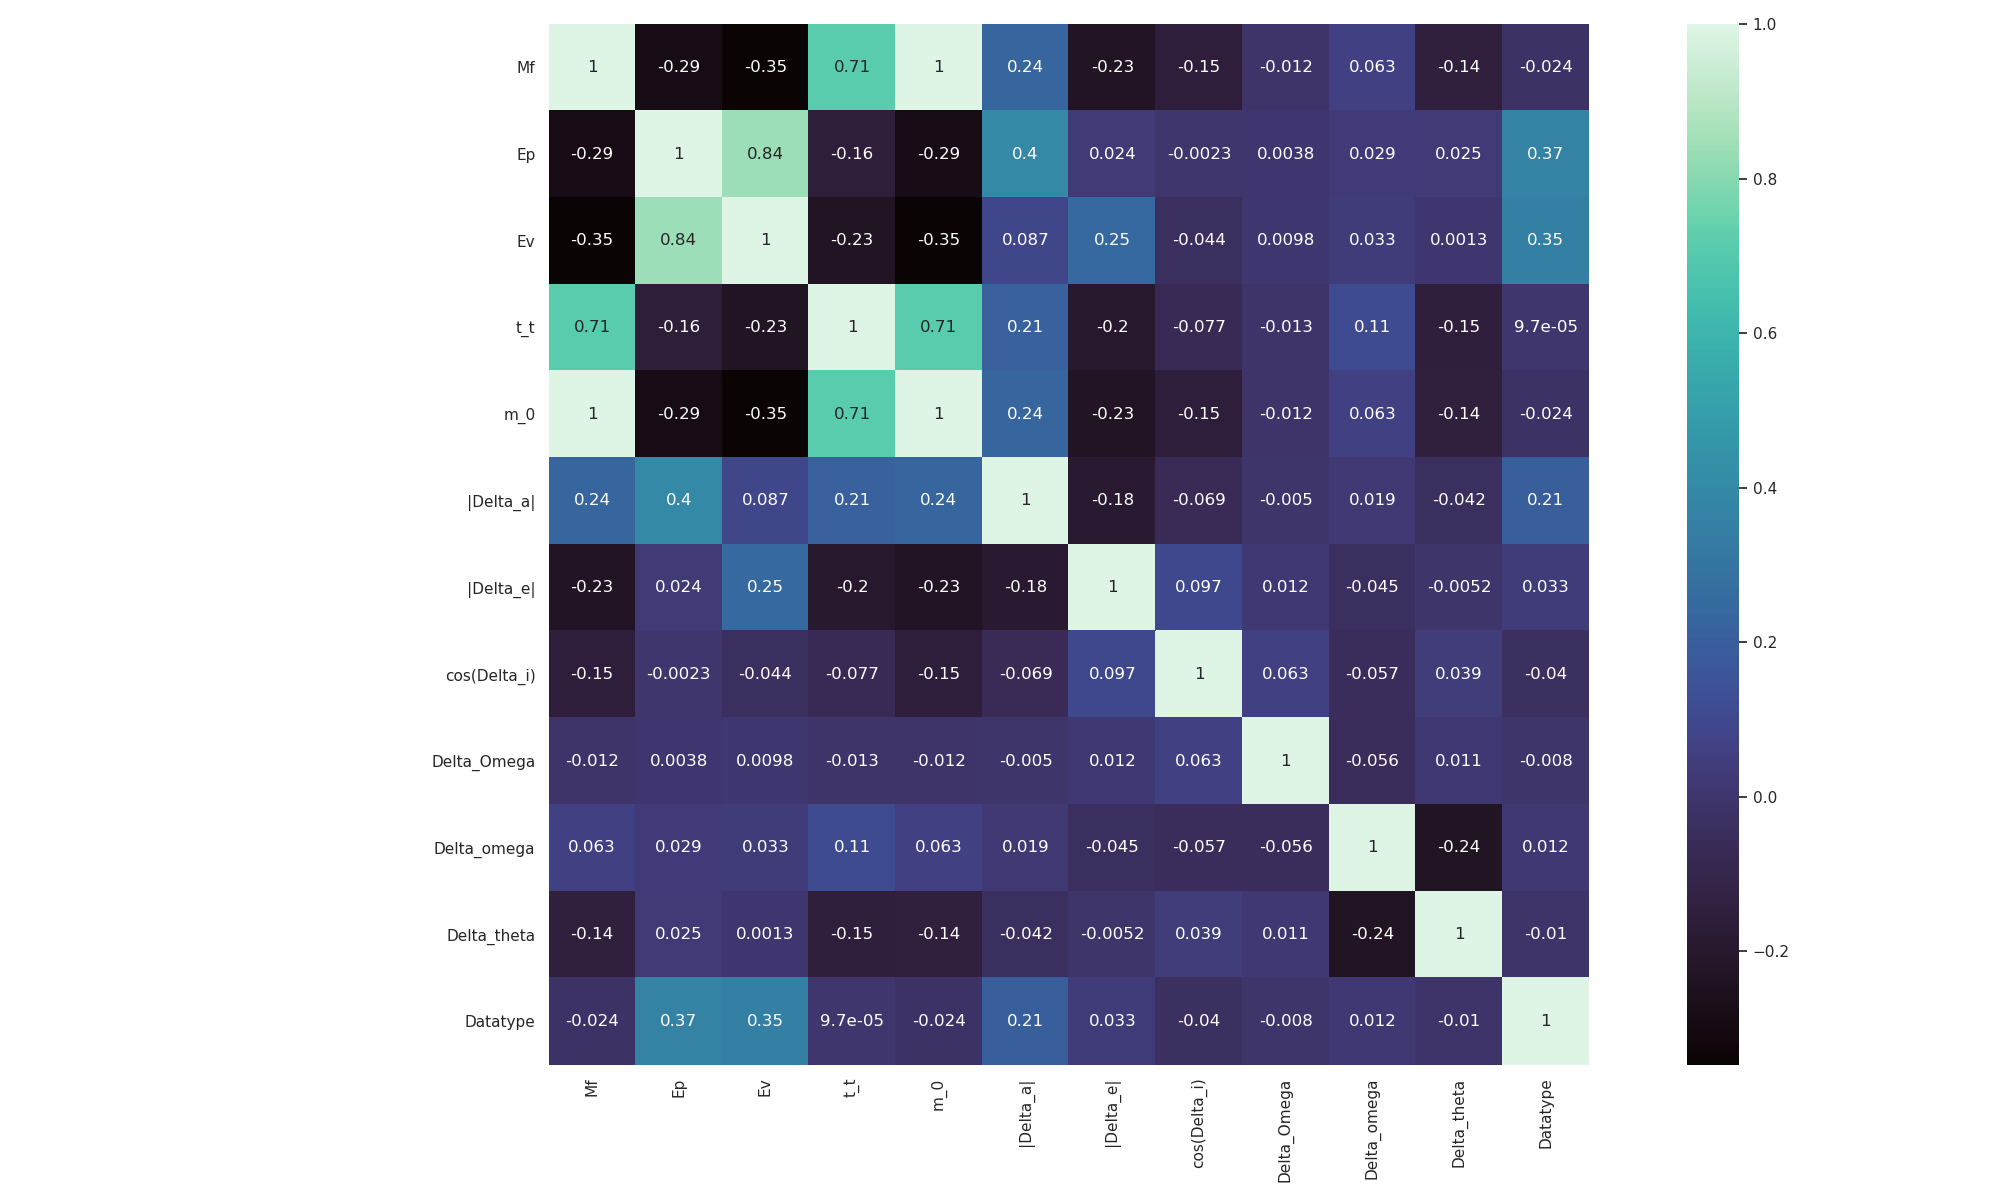 Mf 1 -0.29 -0.35 0.71 1 0.24 -0.23 -0.15 -0.012 0.063 -0.14 -0.024
Ep -0.29 1 0.84 -0.16 -0.29 0.4 0.024 -0.0023 0.0038 0.029 0.025 0.37
Ev -0.35 0.84 1 -0.23 -0.35 0.087 0.25 -0.044 0.0098 0.033 0.0013 0.35
t_t 0.71 -0.16 -0.23 1 0.71 0.21 -0.2 -0.077 -0.013 0.11 -0.15 9.7e-05
m_0 1 -0.29 -0.35 0.71 1 0.24 -0.23 -0.15 -0.012 0.063 -0.14 -0.024
|Delta_a| 0.24 0.4 0.087 0.21 0.24 1 -0.18 -0.069 -0.005 0.019 -0.042 0.21
|Delta_e| -0.23 0.024 0.25 -0.2 -0.23 -0.18 1 0.097 0.012 -0.045 -0.0052 0.033
cos(Delta_i) -0.15 -0.0023 -0.044 -0.077 -0.15 -0.069 0.097 1 0.063 -0.057 0.039 -0.04
Delta_Omega -0.012 0.0038 0.0098 -0.013 -0.012 -0.005 0.012 0.063 1 -0.056 0.011 -0.008
Delta_omega 0.063 0.029 0.033 0.11 0.063 0.019 -0.045 -0.057 -0.056 1 -0.24 0.012
Delta_theta -0.14 0.025 0.0013 -0.15 -0.14 -0.042 -0.0052 0.039 0.011 -0.24 1 -0.01
Datatype -0.024 0.37 0.35 9.7e-05 -0.024 0.21 0.033 -0.04 -0.008 0.012 -0.01 1
Mf Ep Ev t_t m_0 |Delta_a| |Delta_e| cos(Delta_i) Delta_Omega Delta_omega Delta_theta Datatype
1.0
0.8
0.6
0.4
0.2
0.0
−0.2